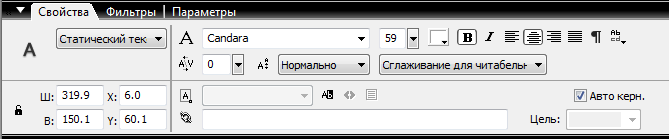 Свойства Фильтры Параметры
A Статический тек A Candara 59 B I
A V 0 Нормально Сглаживание для читабельн
Ш: 319.9 X: 6.0 Авто керн.
В: 150.1 Y: 60.1 Цель: